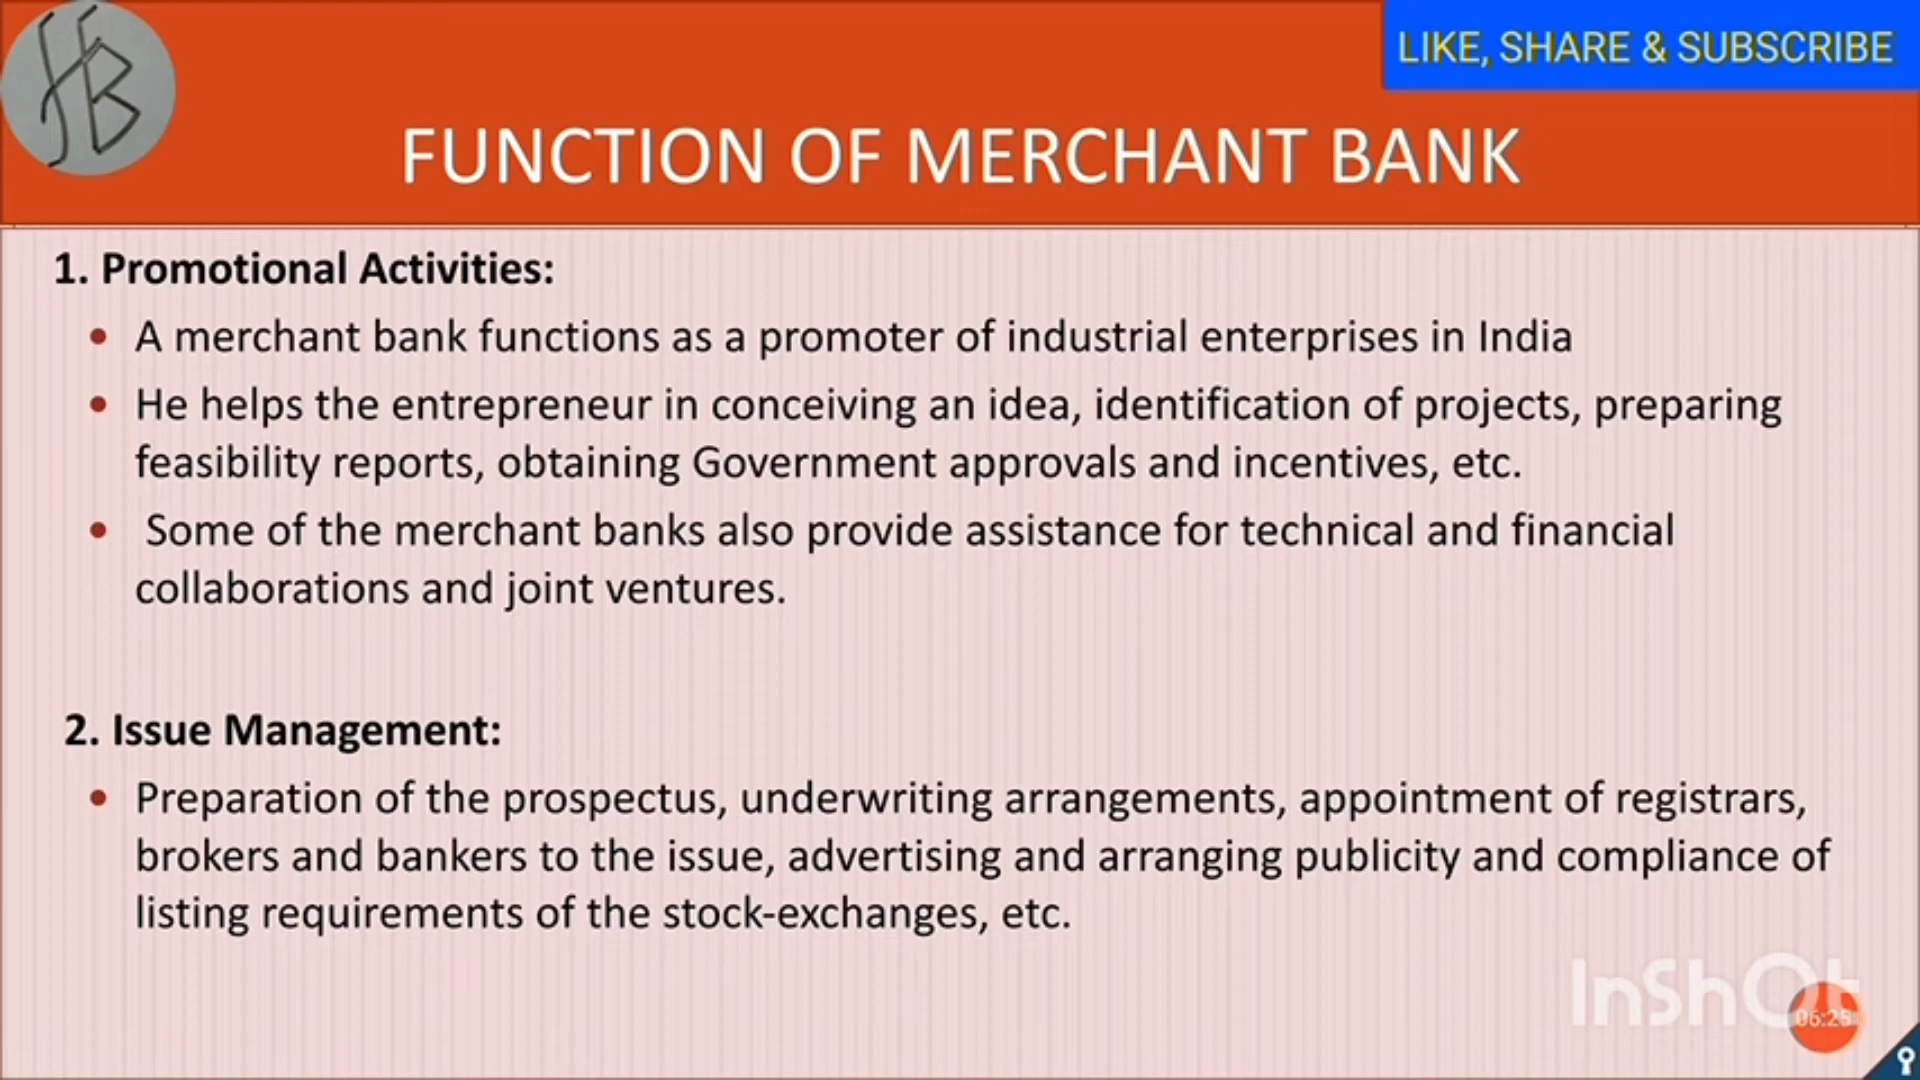 LIKE, SHARE & SUBSCRIBE
FUNCTION OF MERCHANT BANK
1. Promotional Activities:
• A merchant bank functions as a promoter of industrial enterprises in India
• He helps the entrepreneur in conceiving an idea, identification of projects, preparing
feasibility reports, obtaining Government approvals and incentives, etc.
• Some of the merchant banks also provide assistance for technical and financial
collaborations and joint ventures.
2. Issue Management:
• Preparation of the prospectus, underwriting arrangements, appointment of registrars,
brokers and bankers to the issue, advertising and arranging publicity and compliance of
listing requirements of the stock-exchanges, etc.
InShOt